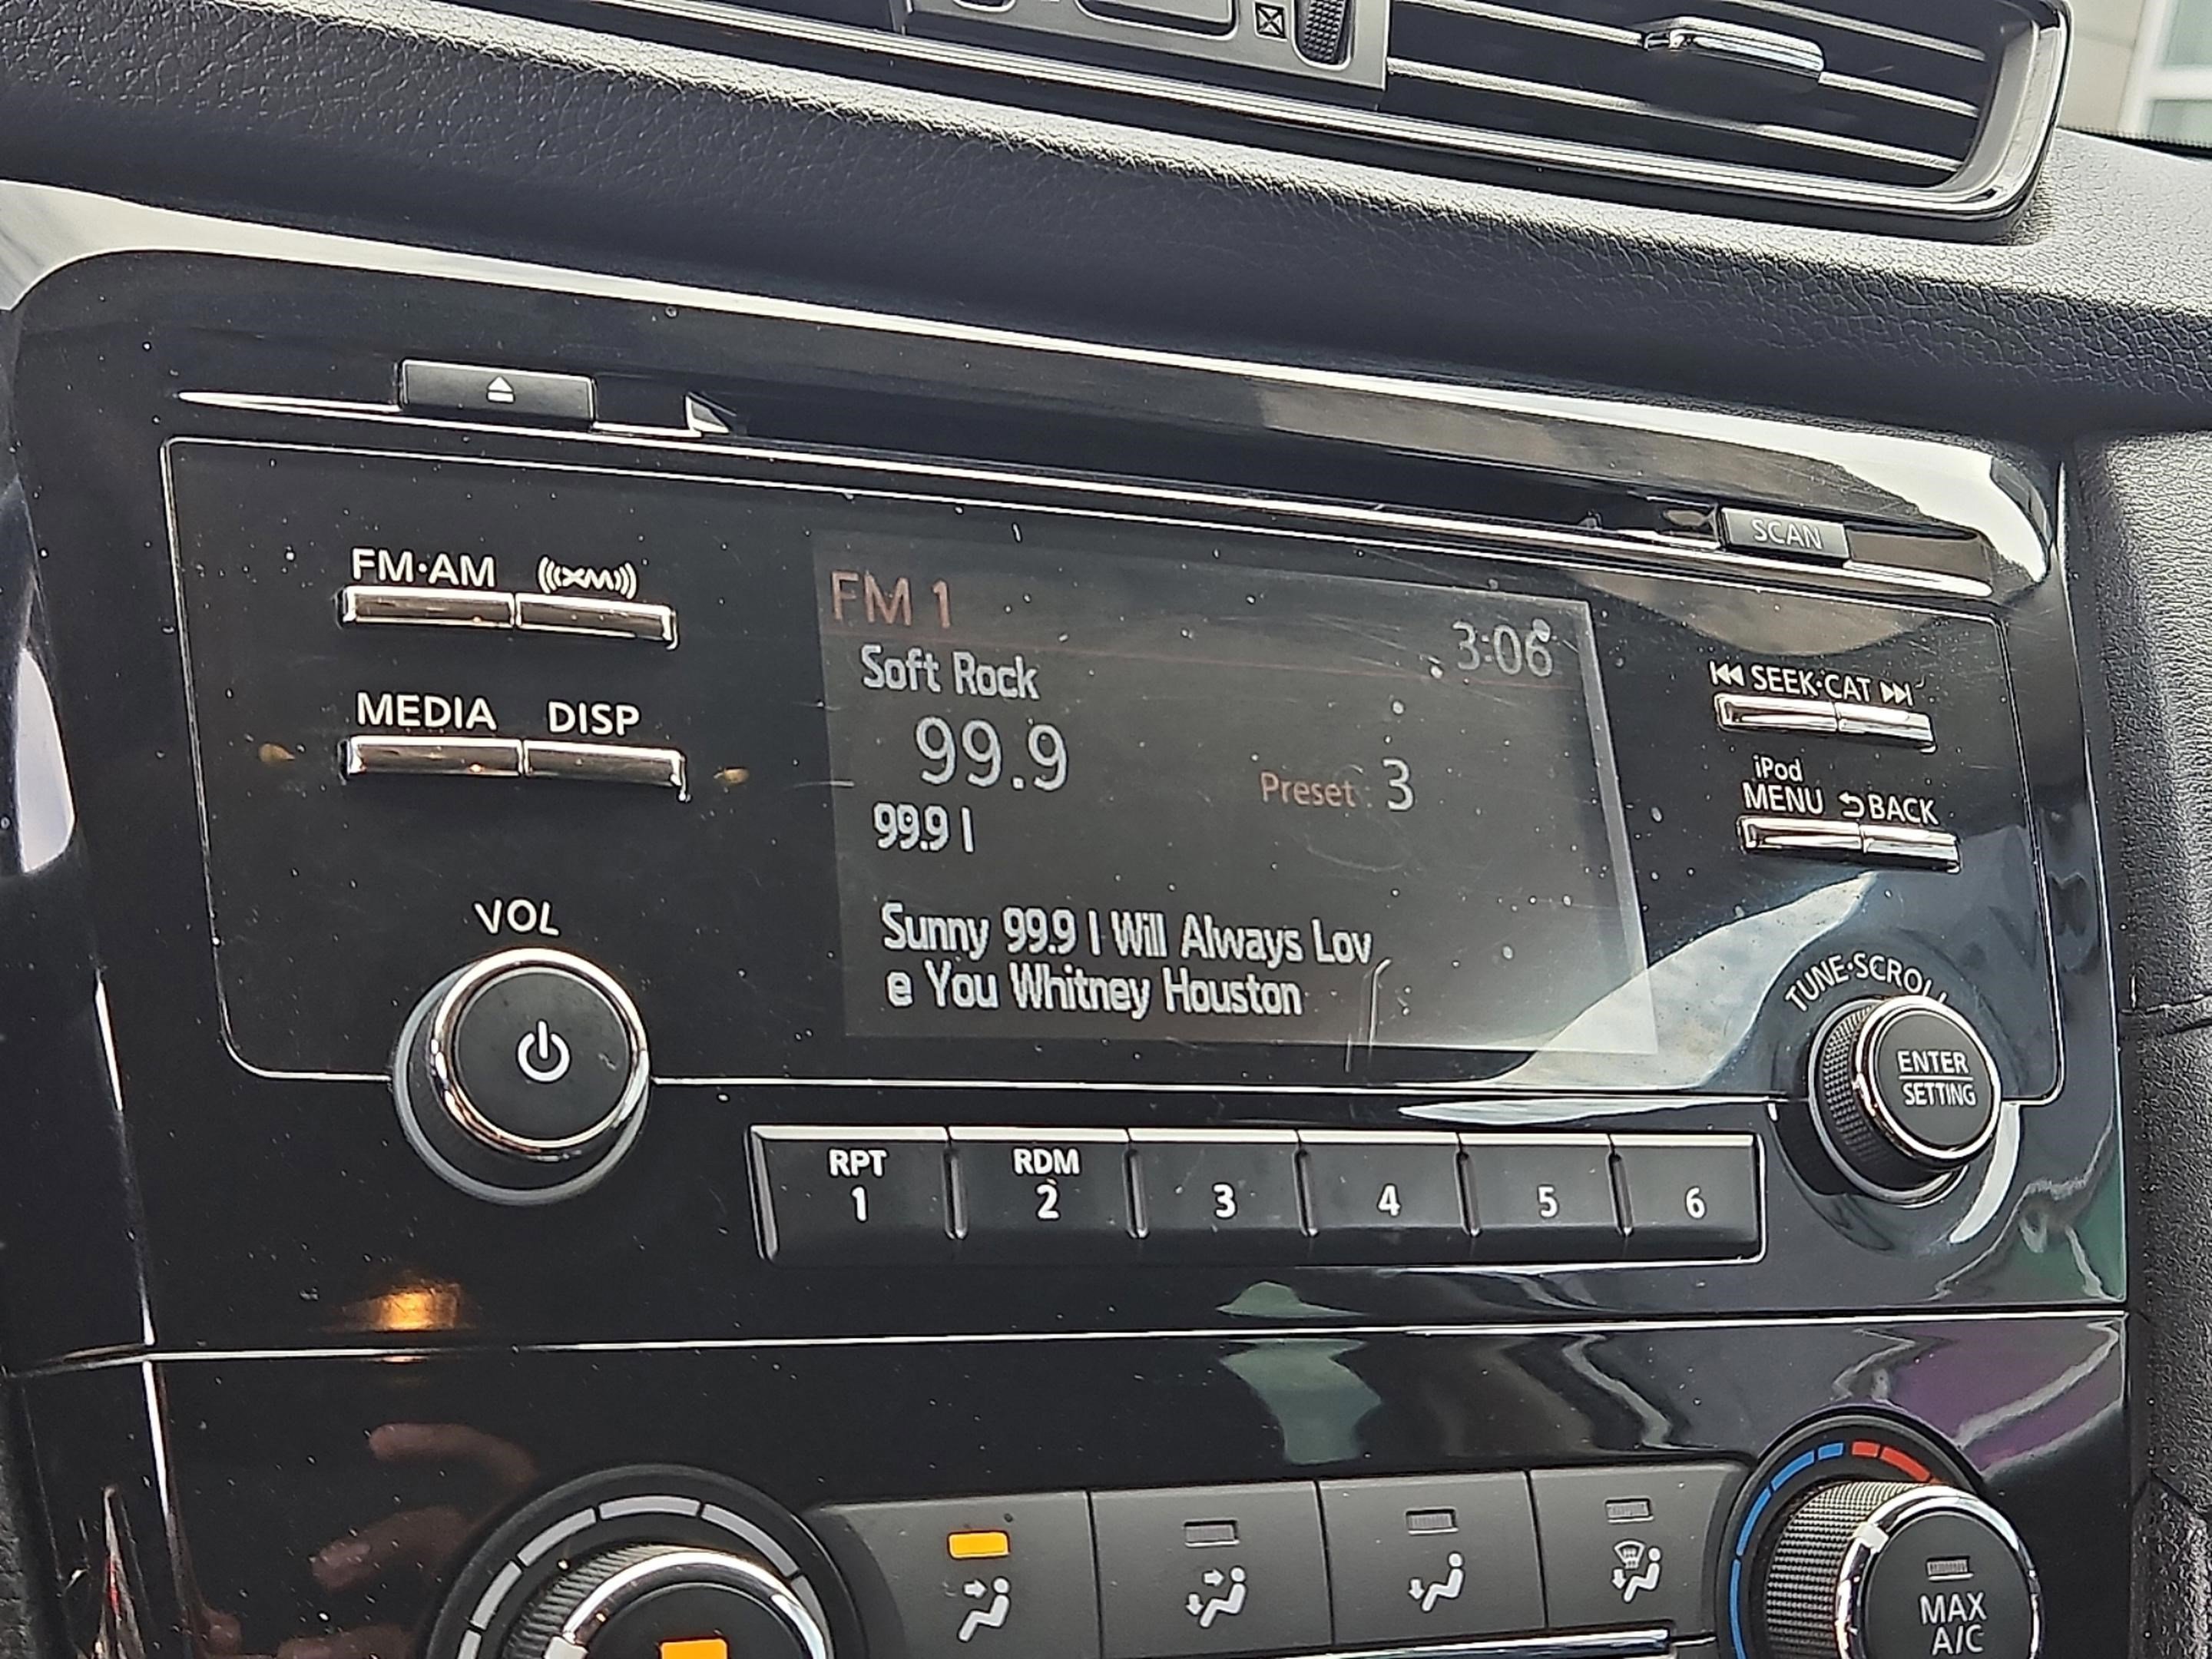 SCAN
FM·AM XM
FM 1
3:06
Soft Rock
SEEK·CAT
MEDIA DISP
99.9
Preset 3
iPod
MENU BACK
99.9 I
VOL
Sunny 99.9 I Will Always Lov
e You Whitney Houston
TUNE·SCROLL
ENTER
SETTING
RPT RDM
1 2 3 4 5 6
MAX
A/C